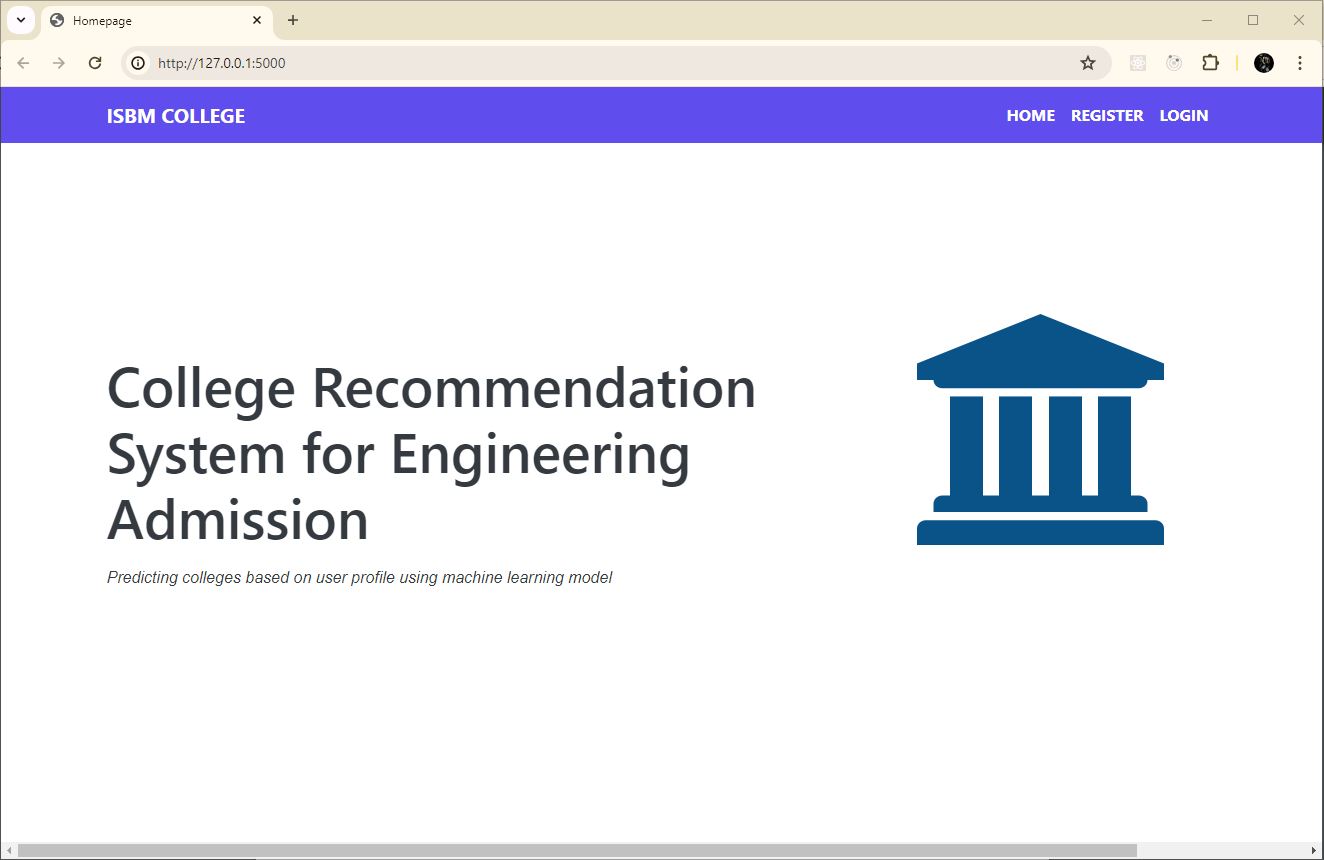 Homepage
http://127.0.0.1:5000
ISBM COLLEGE
HOME REGISTER LOGIN
College Recommendation
System for Engineering
Admission
Predicting colleges based on user profile using machine learning model